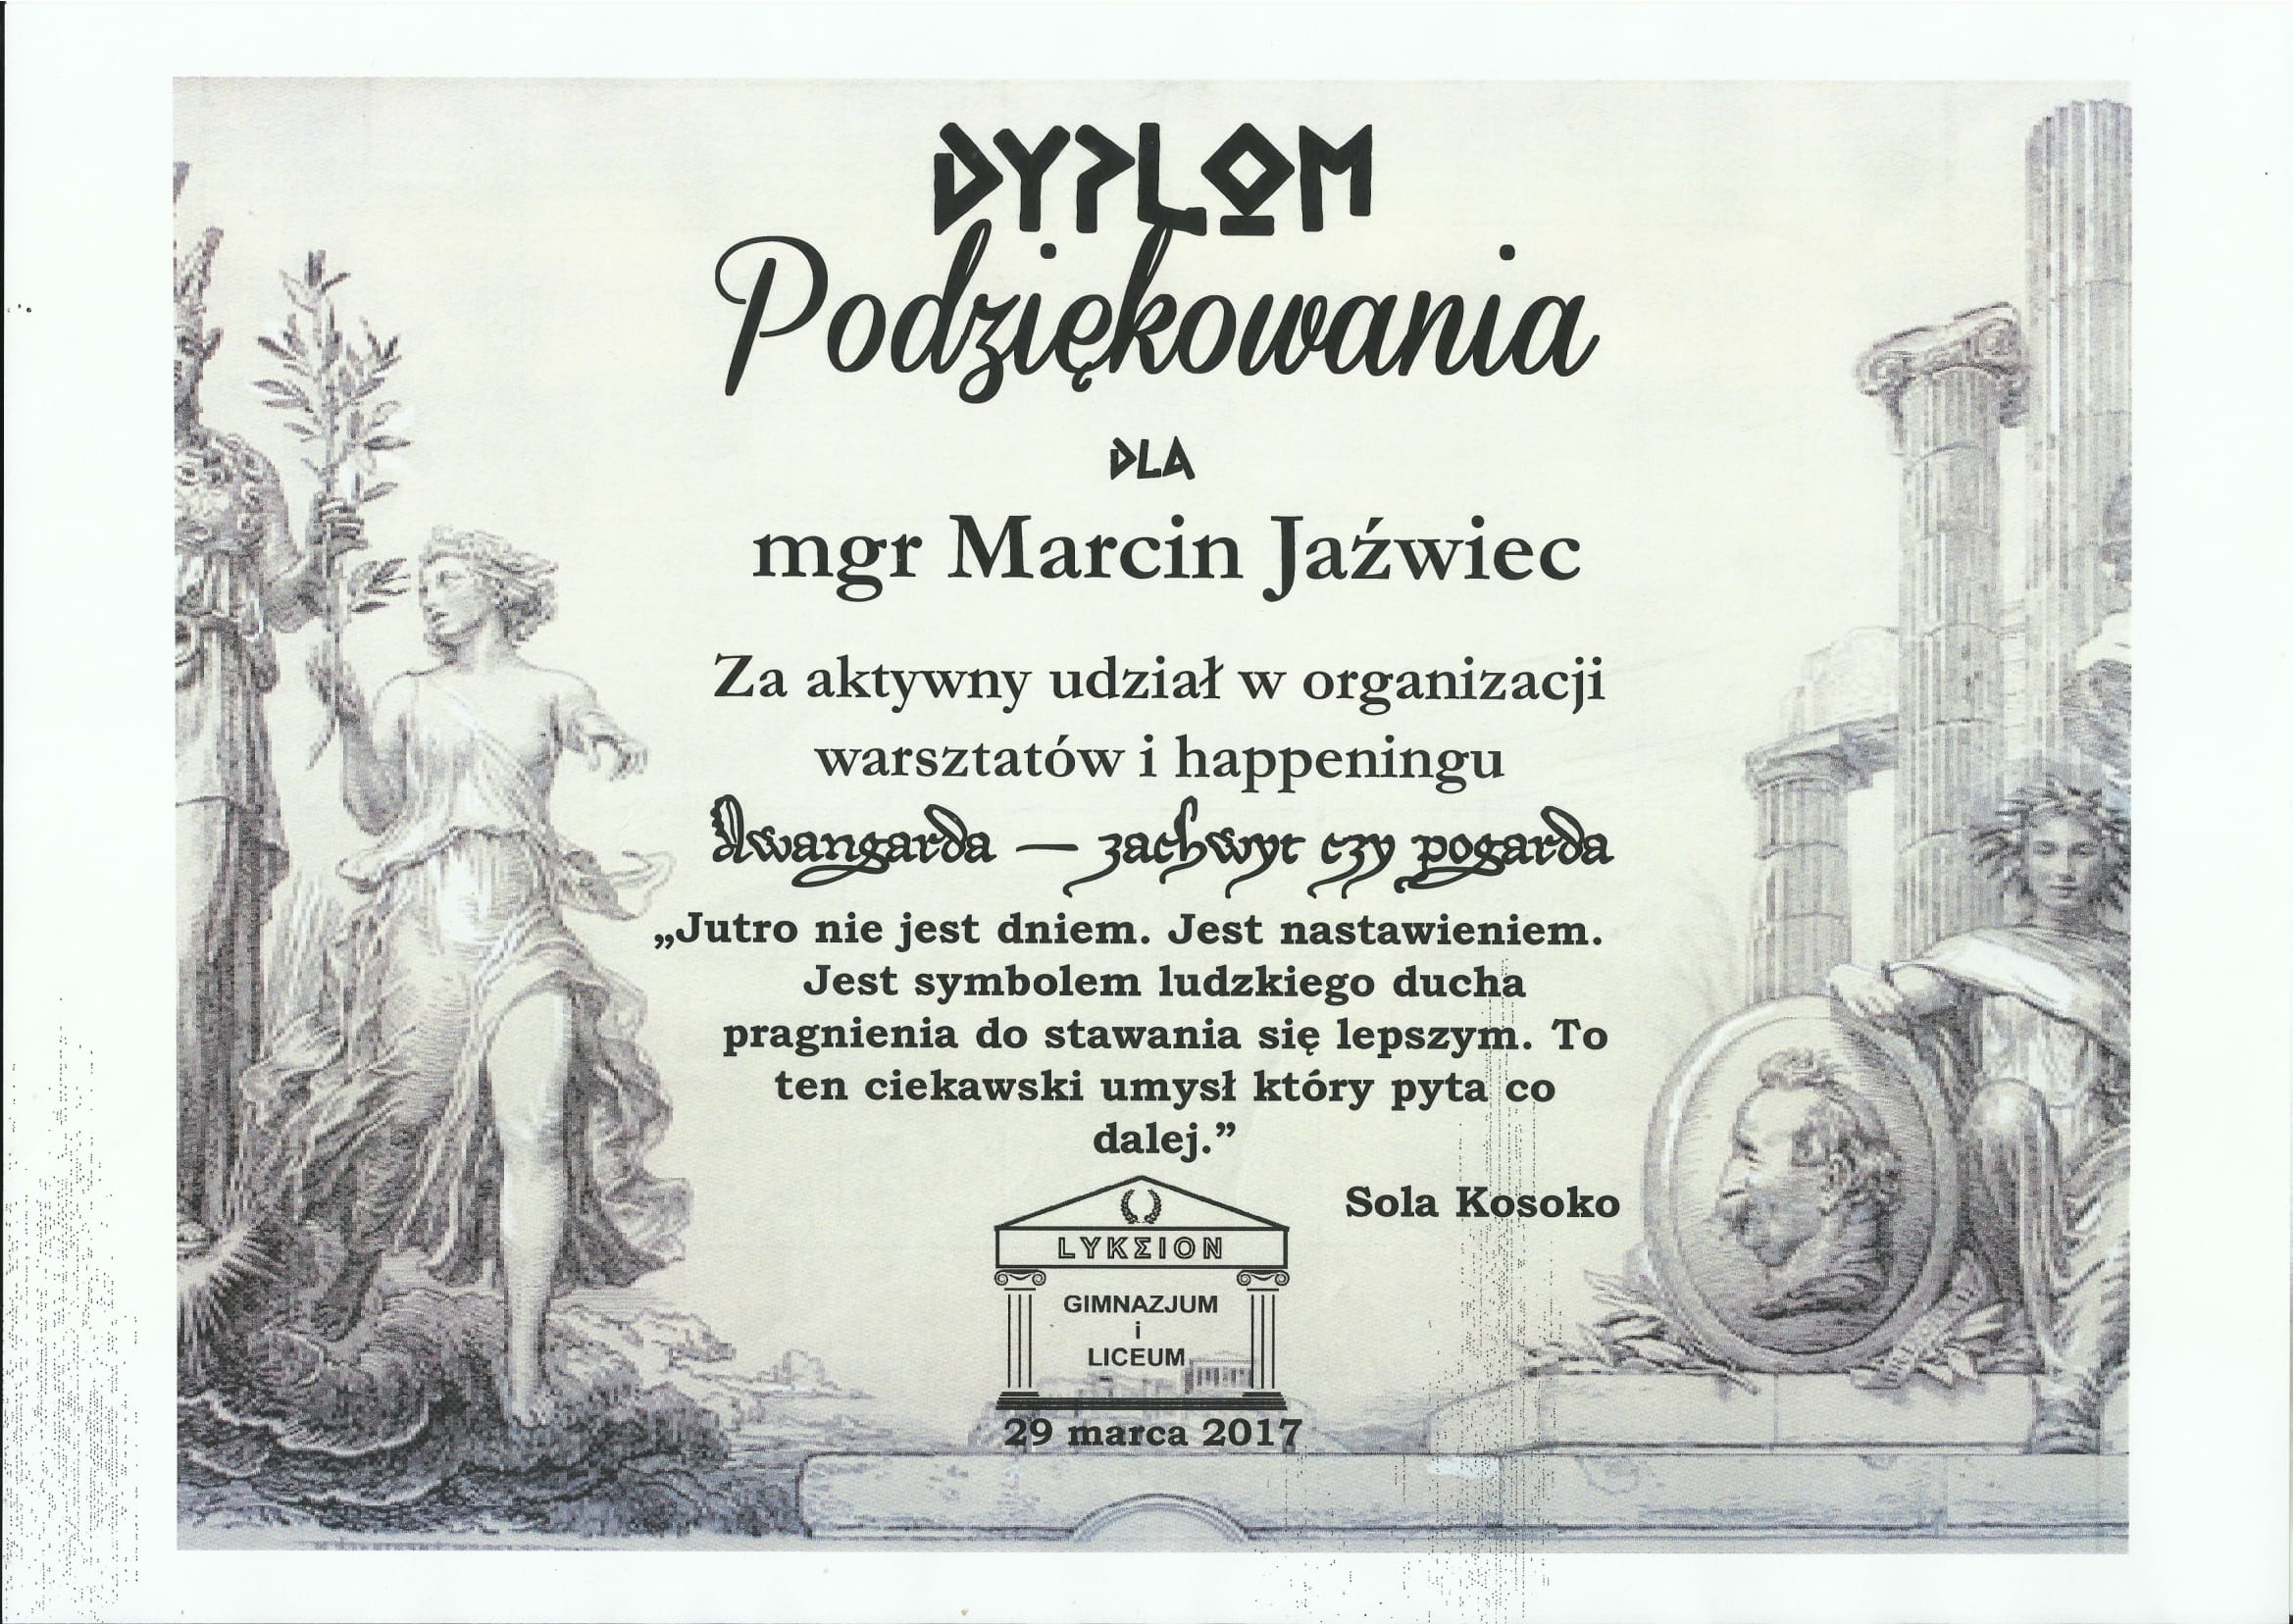 DYPLOM
Podziękowania
DLA
mgr Marcin Jaźwiec
Za aktywny udział w organizacji
warsztatów i happeningu
Awangarda — zachwyt czy pogarda
„Jutro nie jest dniem. Jest nastawieniem.
Jest symbolem ludzkiego ducha
pragnienia do stawania się lepszym. To
ten ciekawski umysł który pyta co
dalej.”
Sola Kosoko
LYKΣION
GIMNAZJUM
i
LICEUM
29 marca 2017